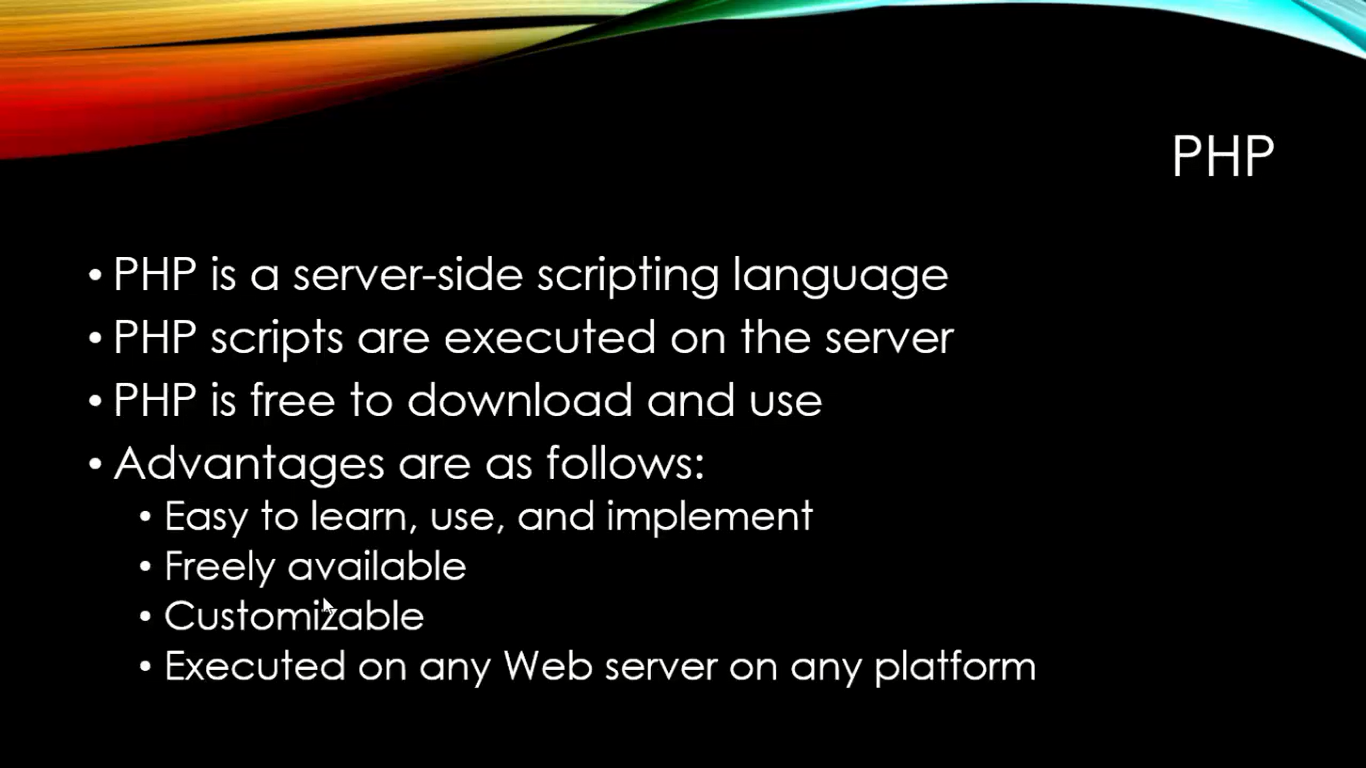 PHP
• PHP is a server-side scripting language
• PHP scripts are executed on the server
• PHP is free to download and use
• Advantages are as follows:
• Easy to learn, use, and implement
• Freely available
• Customizable
• Executed on any Web server on any platform